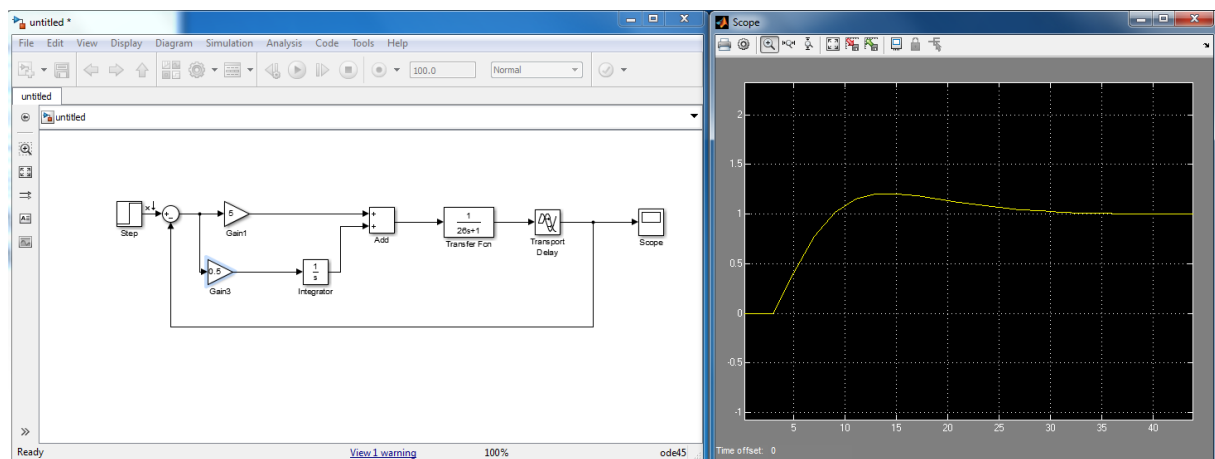 untitled *
File Edit View Display Diagram Simulation Analysis Code Tools Help
100.0 Normal
untitled
untitled
Step
×
+
-
5
Gain1
0.5
Gain3
1
s
Integrator
+
+
Add
1
26s+1
Transfer Fcn
Transport
Delay
Scope
Ready View 1 warning 100% ode45
Scope
2
1.5
1
0.5
0
-0.5
-1
5 10 15 20 25 30 35 40
Time offset: 0